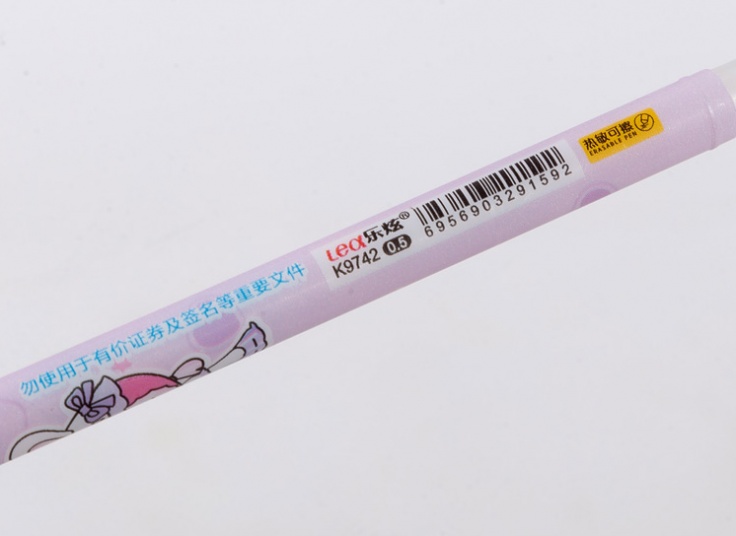 热敏可擦
ERASABLE PEN
Lea乐炫®
K9742 0.5
6956903291592
勿使用于有价证券及签名等重要文件